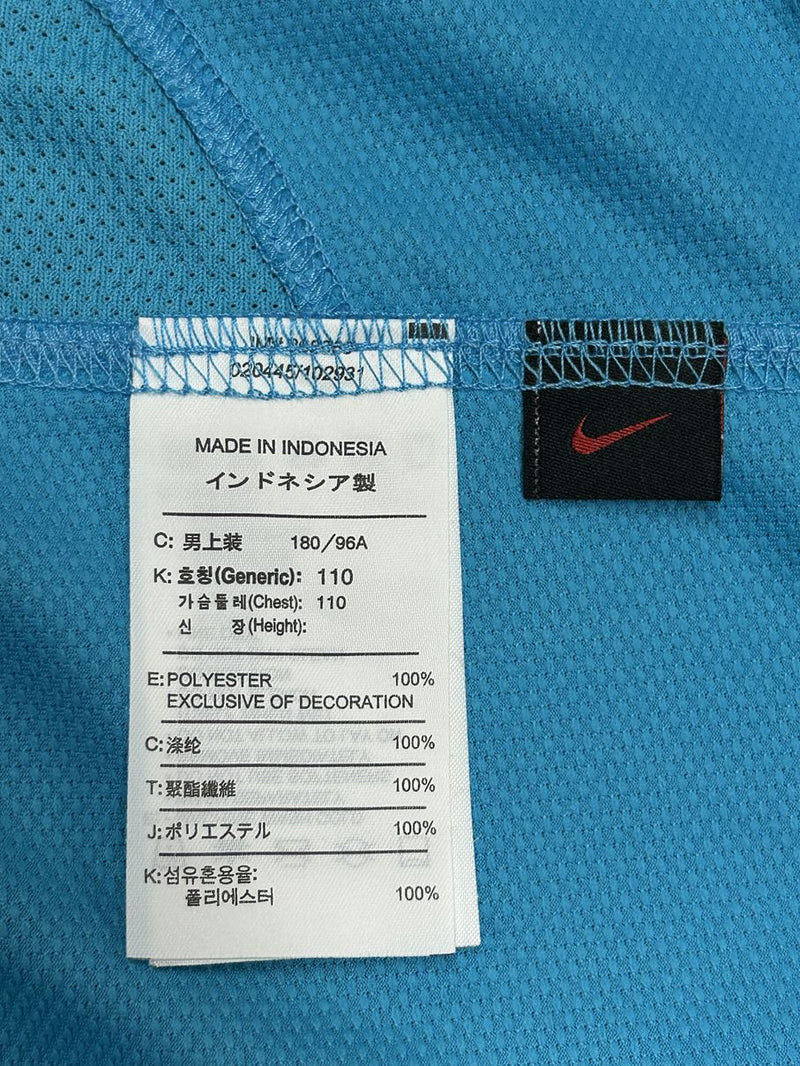 020445/102931
MADE IN INDONESIA
インドネシア製
C: 男上装 180/96A
K: 호칭(Generic): 110
가슴둘레(Chest): 110
신 장(Height):
E: POLYESTER 100%
EXCLUSIVE OF DECORATION
C: 涤纶 100%
T: 聚酯纖維 100%
J: ポリエステル 100%
K: 섬유혼용율:
폴리에스터 100%